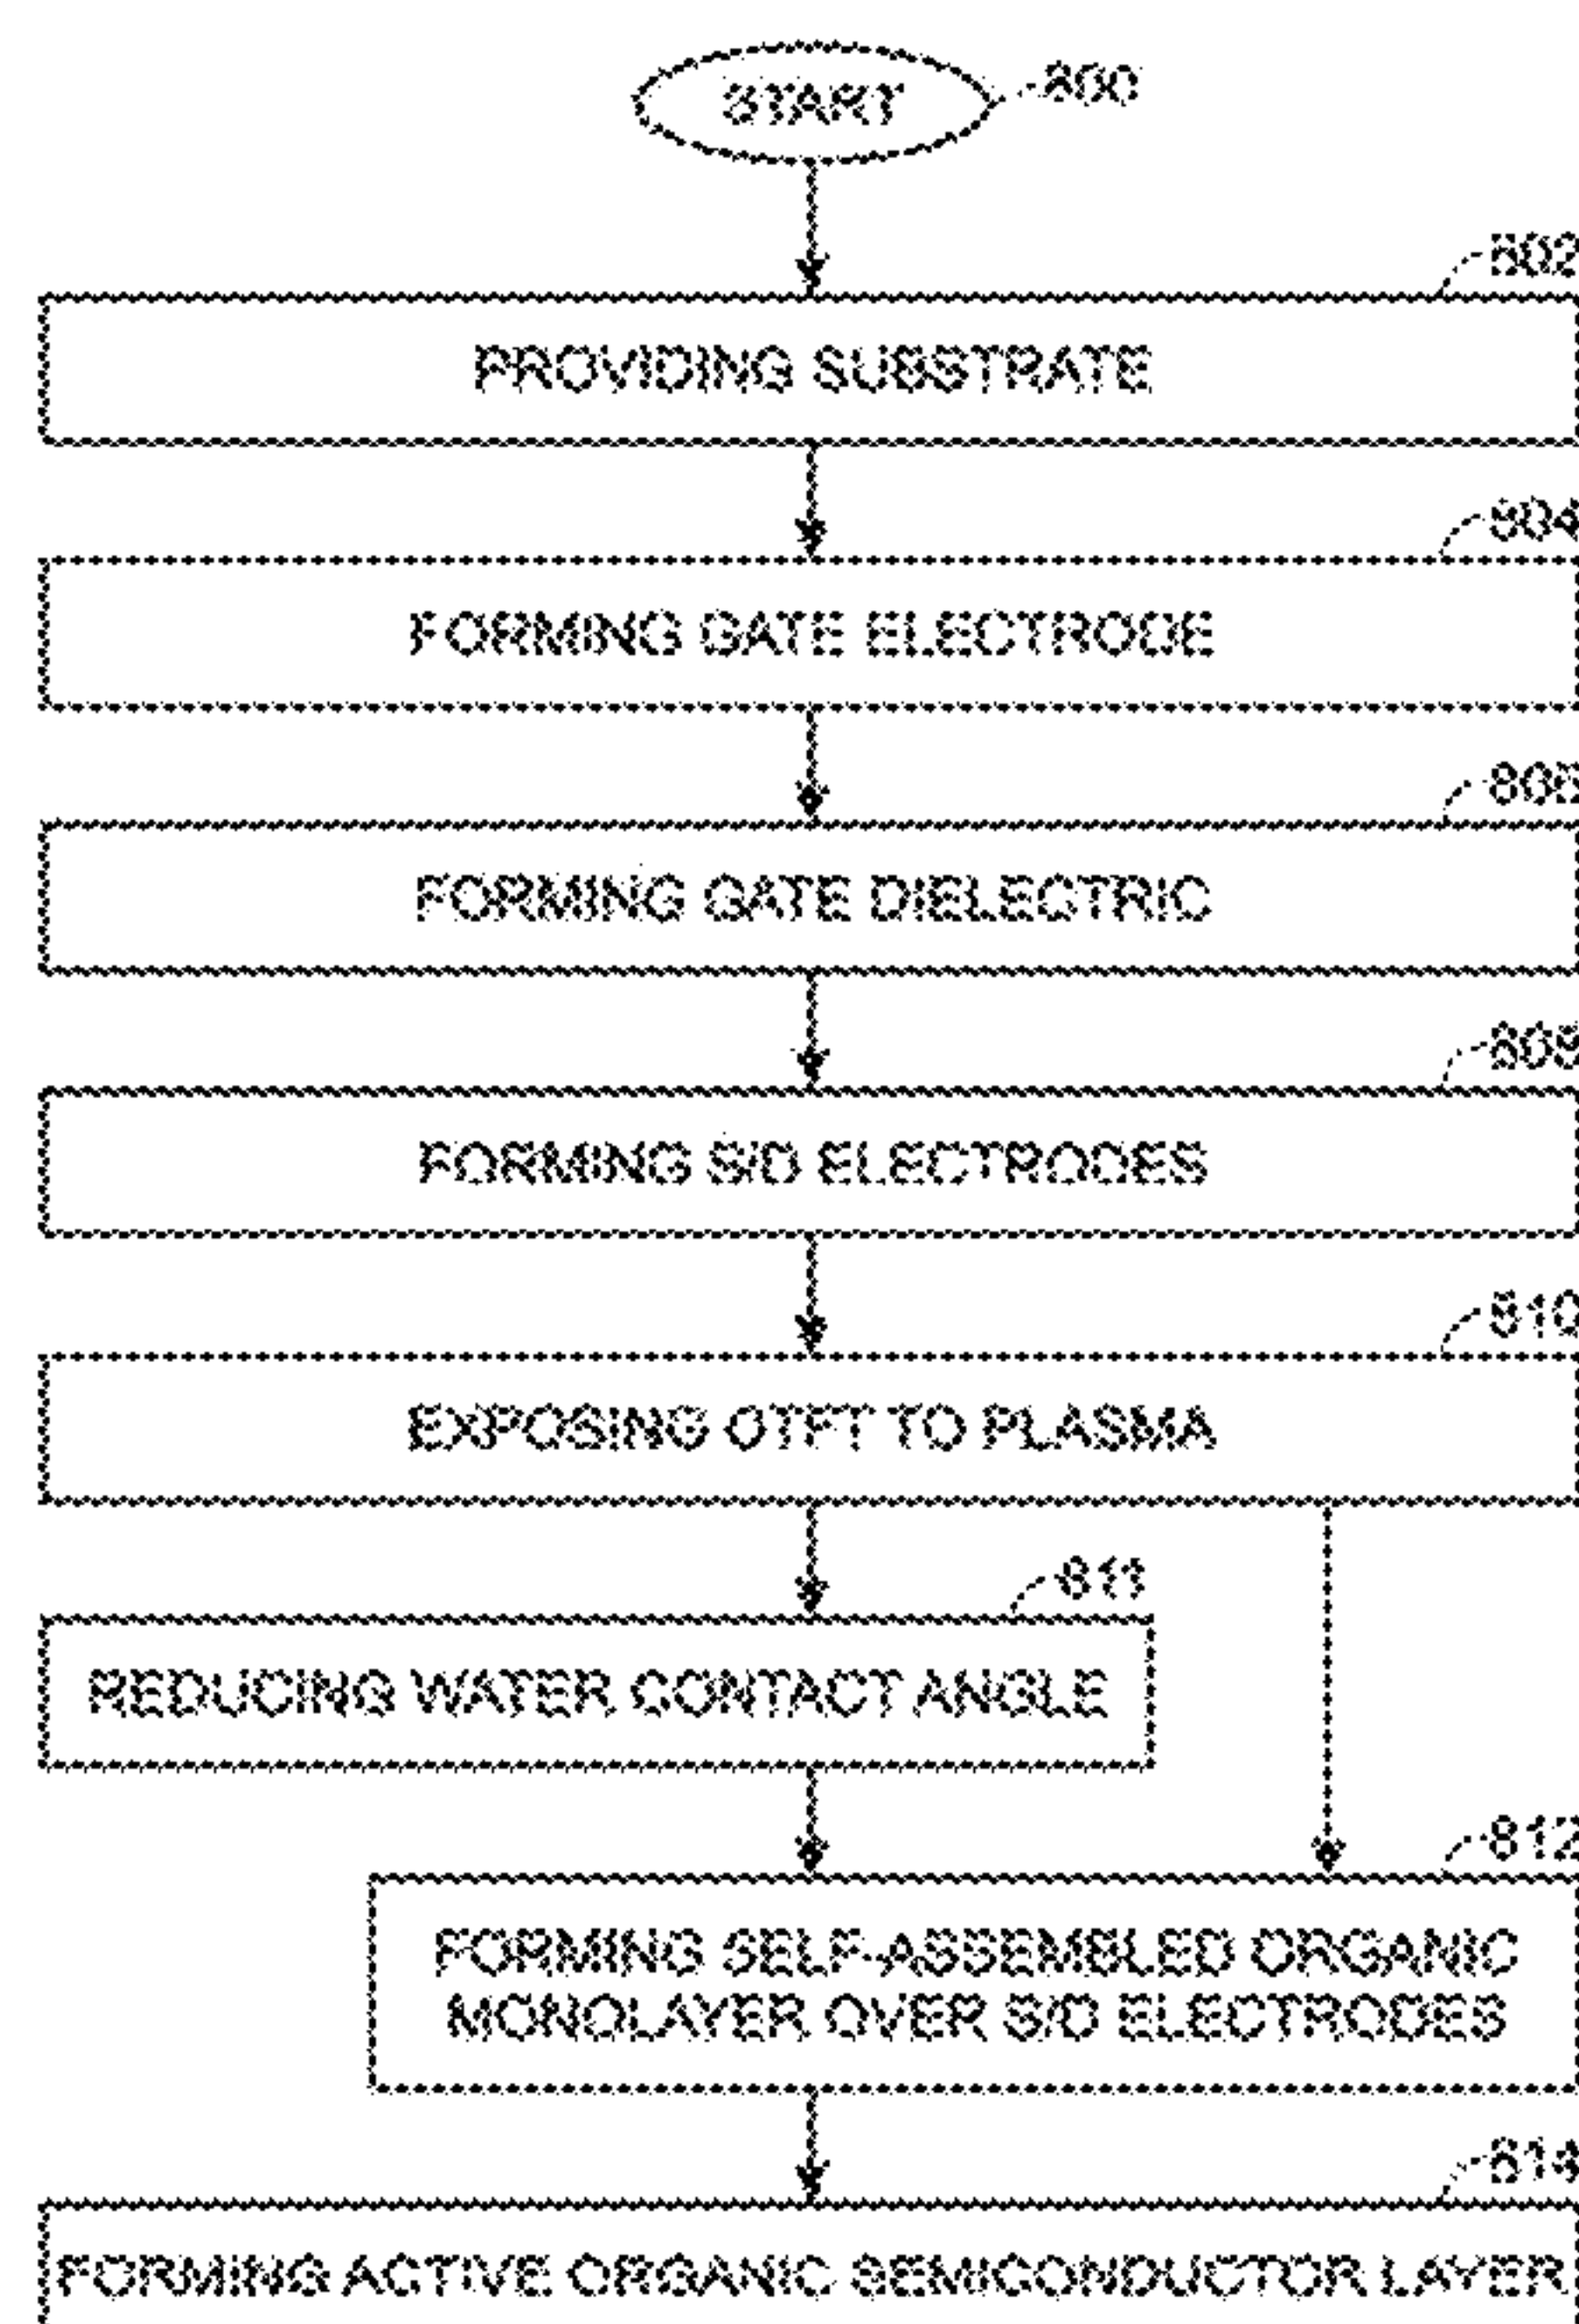 START
800
802
PROVIDING SUBSTRATE
804
FORMING GATE ELECTRODE
806
FORMING GATE DIELECTRIC
808
FORMING S/D ELECTRODES
810
EXPOSING OTFT TO PLASMA
811
REDUCING WATER CONTACT ANGLE
812
FORMING SELF-ASSEMBLED ORGANIC
MONOLAYER OVER S/D ELECTRODES
814
FORMING ACTIVE ORGANIC SEMICONDUCTOR LAYER